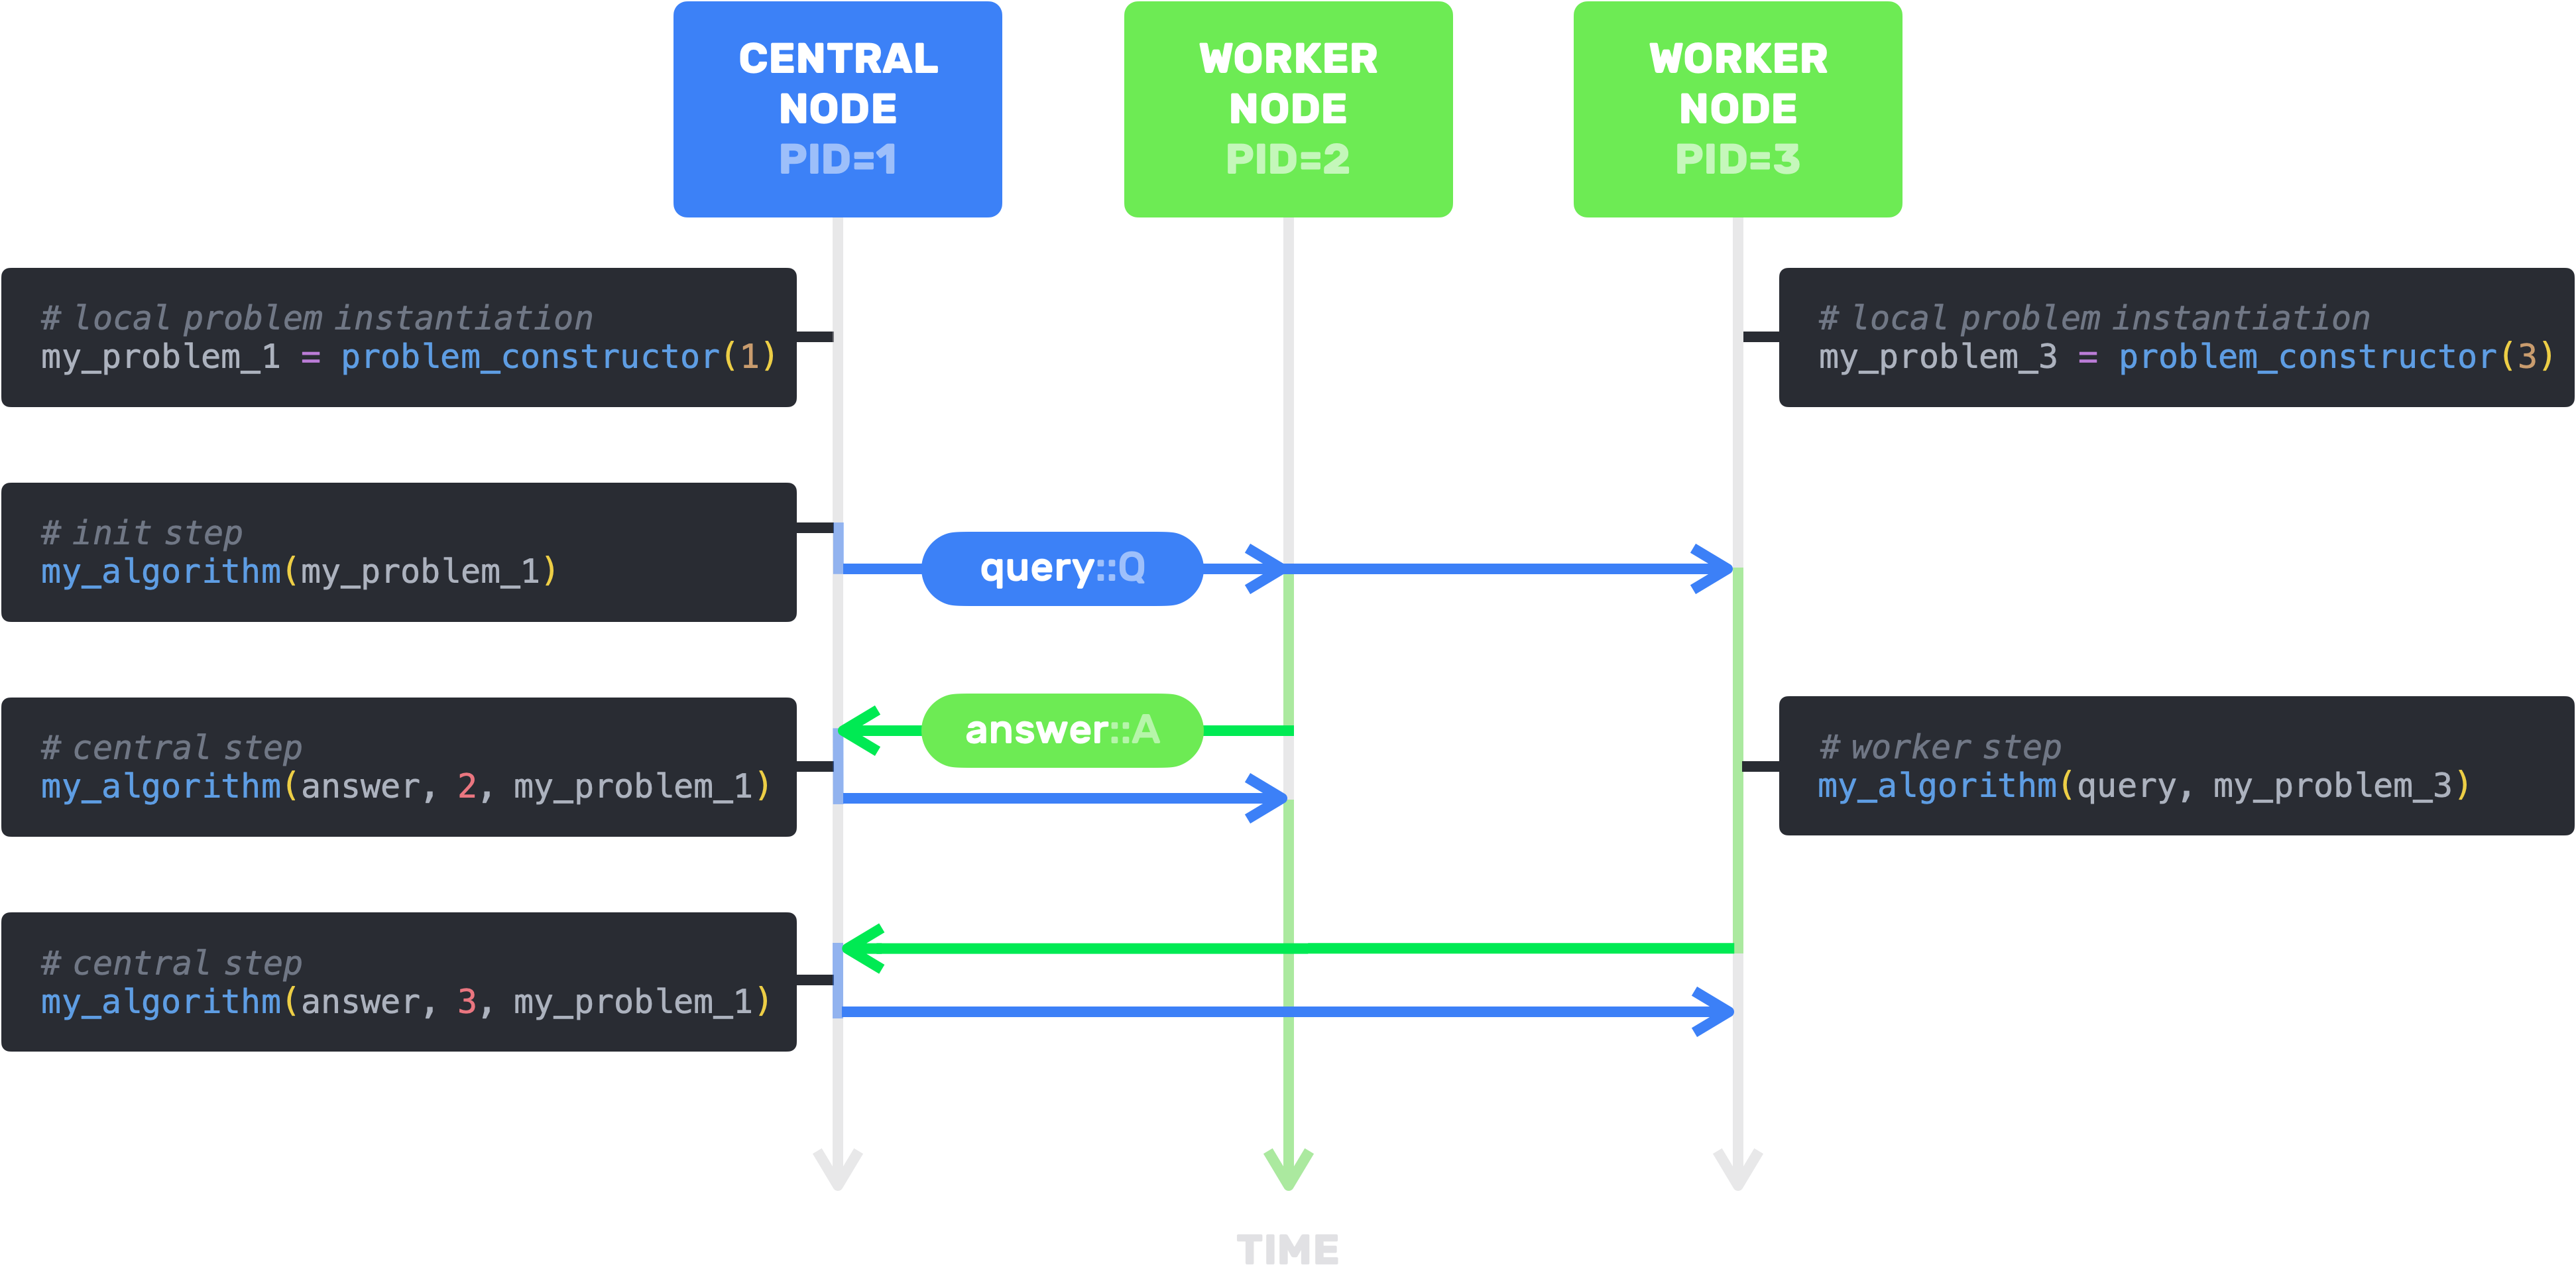 CENTRAL
NODE
PID=1
WORKER
NODE
PID=2
WORKER
NODE
PID=3
# local problem instantiation
my_problem_1 = problem_constructor(1)
# local problem instantiation
my_problem_3 = problem_constructor(3)
# init step
my_algorithm(my_problem_1)
query::Q
answer::A
# central step
my_algorithm(answer, 2, my_problem_1)
# worker step
my_algorithm(query, my_problem_3)
# central step
my_algorithm(answer, 3, my_problem_1)
TIME